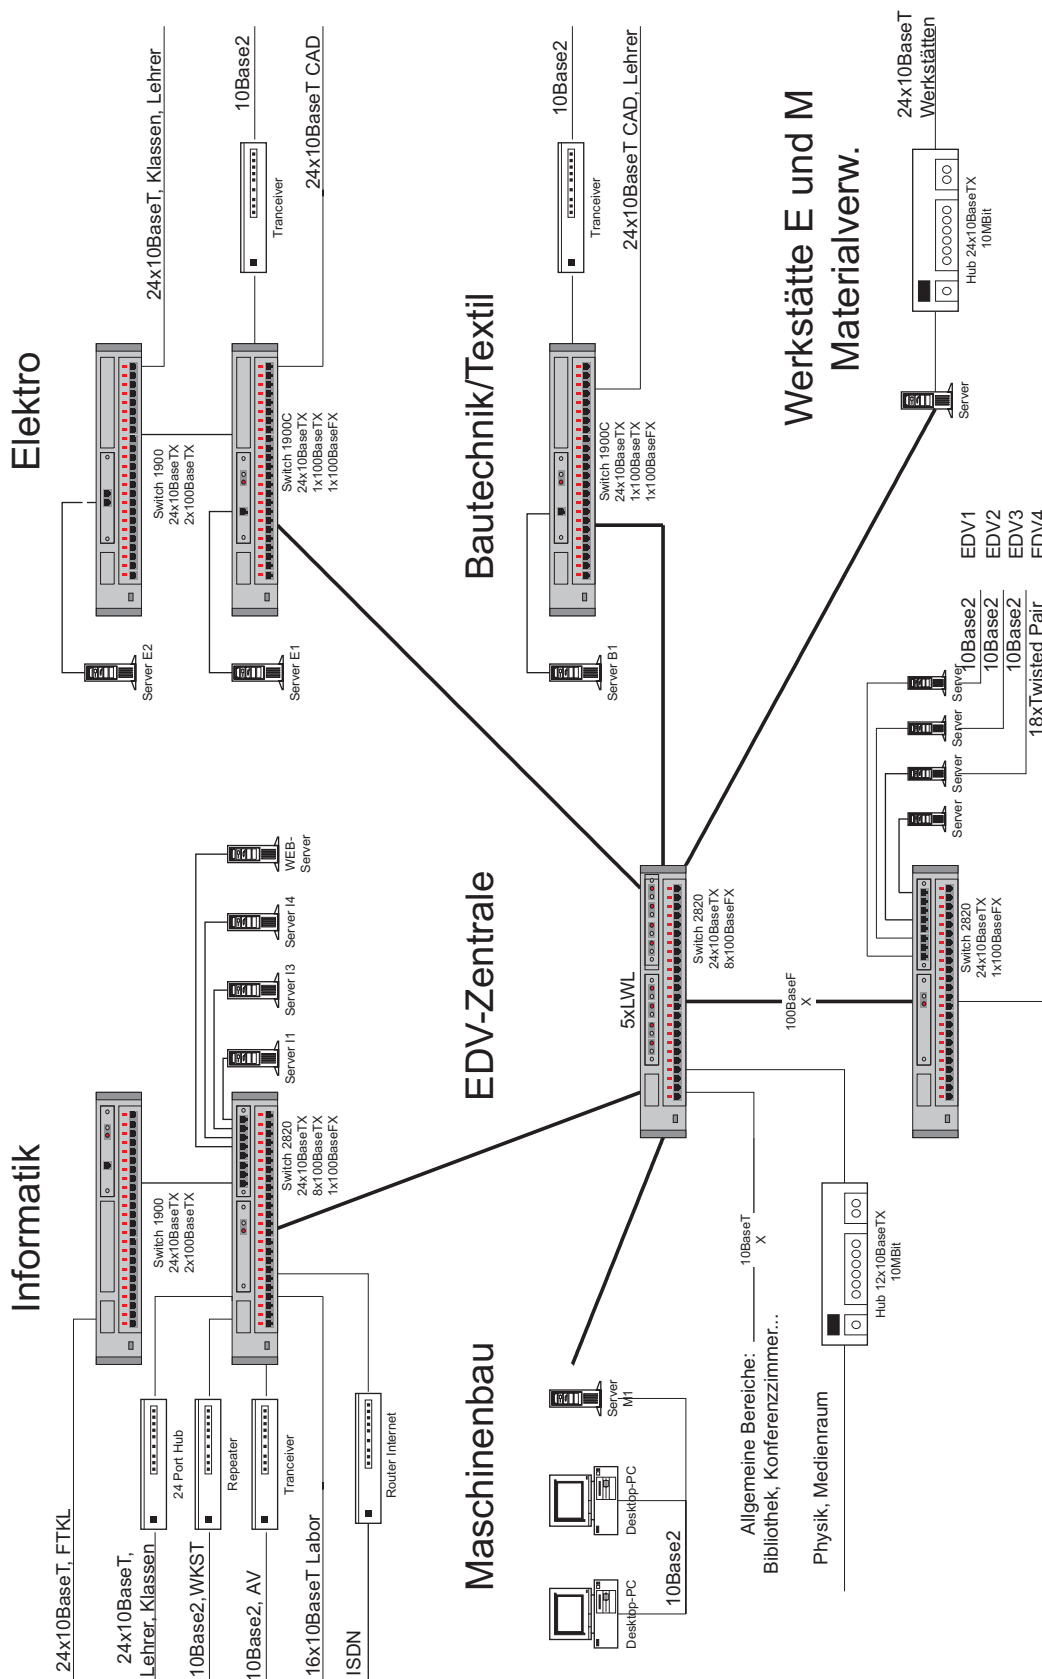 Informatik
24x10BaseT, FTKL
24x10BaseT,
Lehrer, Klassen
10Base2,WKST
10Base2, AV
16x10BaseT Labor
ISDN
24 Port Hub
Repeater
Tranceiver
Router Internet
Switch 1900
24x10BaseTX
2x100BaseTX
Switch 2820
24x10BaseTX
8x100BaseTX
1x100BaseFX
Server I1
Server I3
Server I4
WEB-
Server
Elektro
Server E2
Server E1
Switch 1900
24x10BaseTX
2x100BaseTX
Switch 1900C
24x10BaseTX
1x100BaseTX
1x100BaseFX
Tranceiver
24x10BaseT, Klassen, Lehrer
10Base2
24x10BaseT CAD
Maschinenbau
Desktop-PC
Desktop-PC
Server
M1
10Base2
EDV-Zentrale
5xLWL
Switch 2820
24x10BaseTX
8x100BaseFX
100BaseF
X
10BaseT
X
Allgemeine Bereiche:
Bibliothek, Konferenzzimmer...
Physik, Medienraum
Hub 12x10BaseTX
10MBit
Switch 2820
24x10BaseTX
1x100BaseFX
Server
Server
Server
Server
10Base2
10Base2
10Base2
18xTwisted Pair
EDV1
EDV2
EDV3
EDV4
Bautechnik/Textil
Server B1
Switch 1900C
24x10BaseTX
1x100BaseTX
1x100BaseFX
Tranceiver
10Base2
24x10BaseT CAD, Lehrer
Werkstätte E und M
Materialverw.
Server
Hub 24x10BaseTX
10MBit
24x10BaseT
Werkstätten